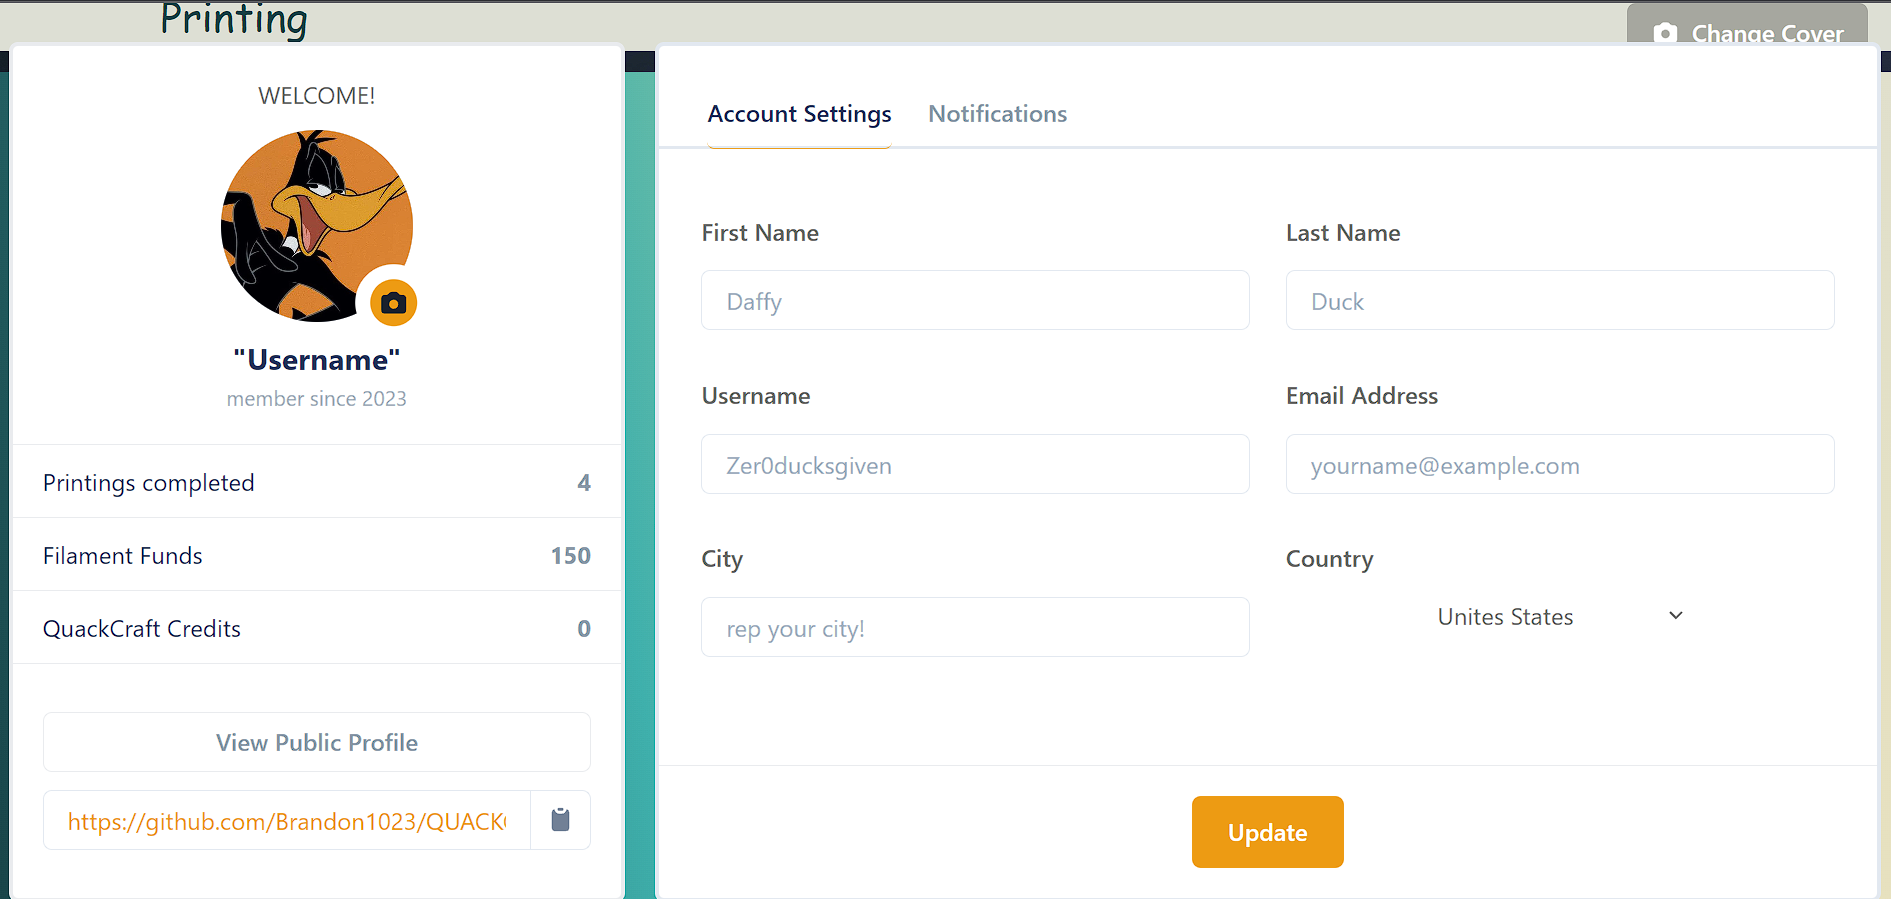 Printing
Change Cover
WELCOME!
"Username"
member since 2023
Printings completed 4
Filament Funds 150
QuackCraft Credits 0
View Public Profile
https://github.com/Brandon1023/QUACK
Account Settings Notifications
First Name Last Name
Daffy Duck
Username Email Address
Zer0ducksgiven yourname@example.com
City Country
rep your city! Unites States
Update